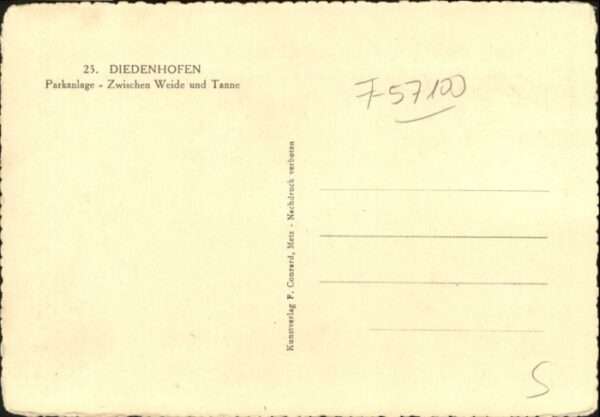 25. DIEDENHOFEN
Parkanlage - Zwischen Weide und Tanne
F 57100
Kunstverlag P. Conrard, Metz - Nachdruck verboten
S